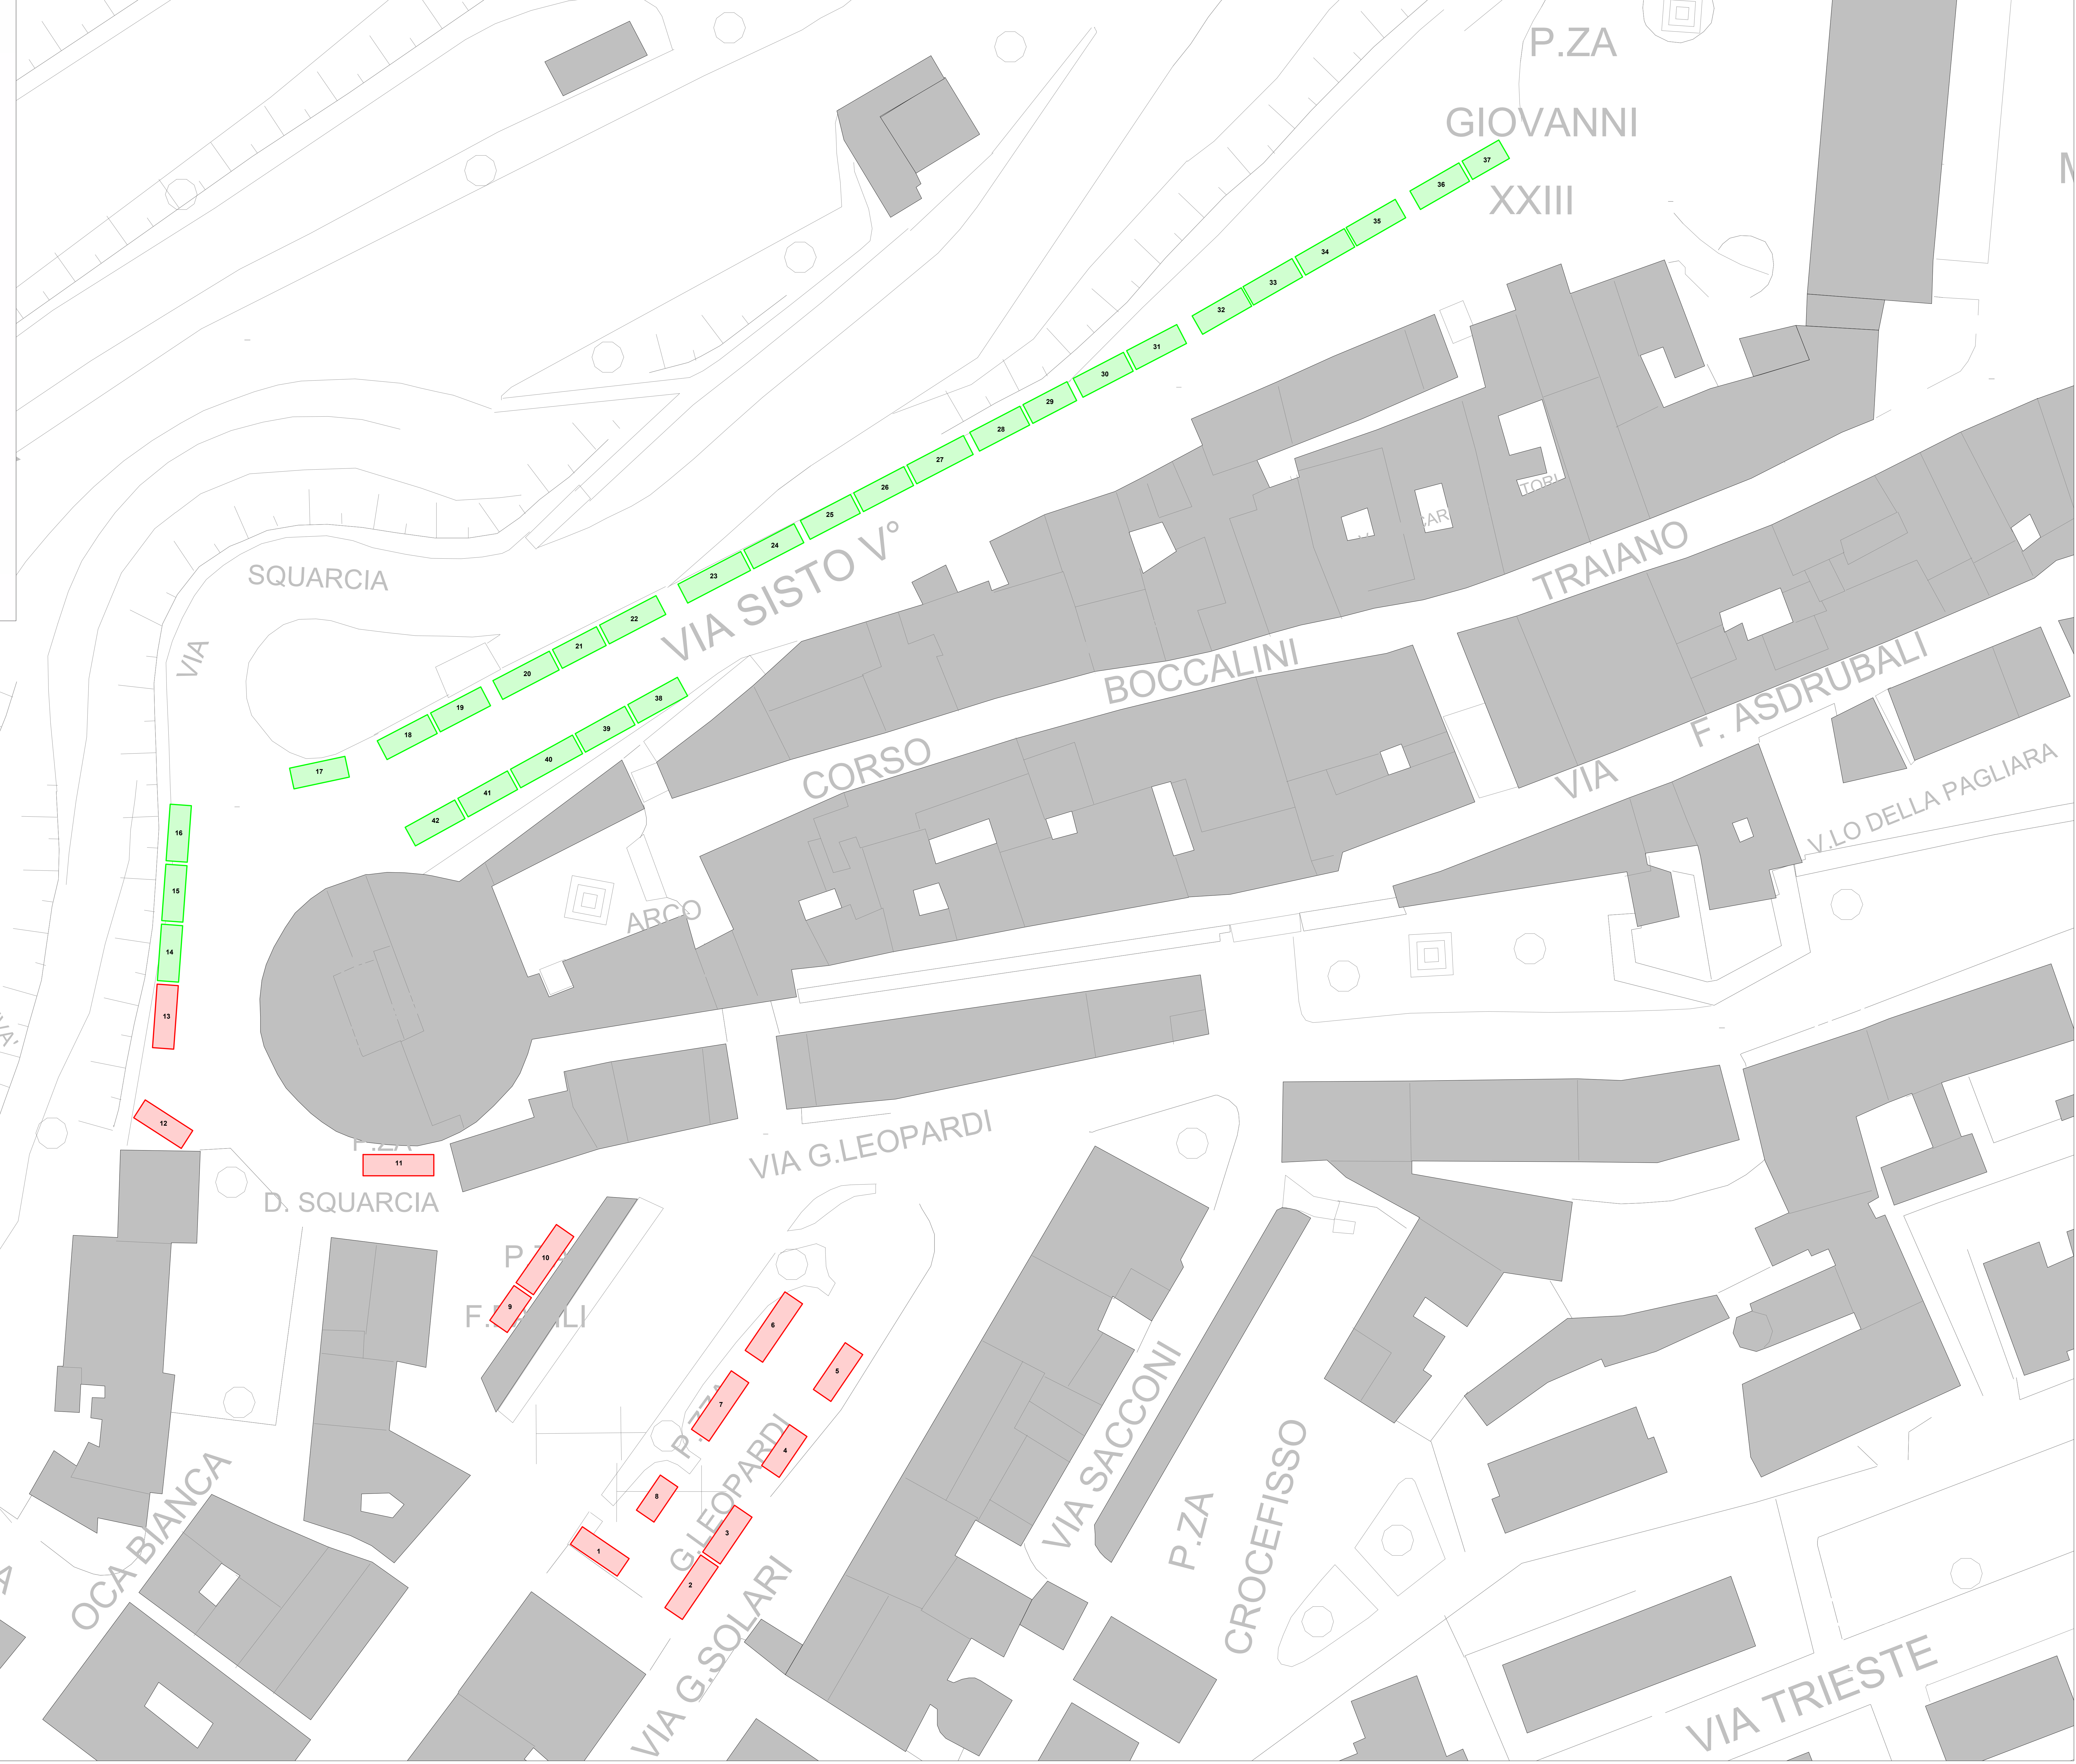 P.ZA
GIOVANNI
XXIII
37
36
35
34
33
32
31
30
29
28
27
26
25
24
23
22
21
20
19
18
17
VIA SISTO V°
38
39
40
41
42
SQUARCIA
VIA
CORSO
BOCCALINI
TRAIANO
VIA
F. ASDRUBALI
V.LO DELLA PAGLIARA
ARCO
16
15
14
13
12
11
D. SQUARCIA
VIA G.LEOPARDI
10
9
6
5
7
4
8
3
1
2
P.ZZA
G.LEOPARDI
OCA BIANCA
VIA G.SOLARI
VIA SACCONI
P.ZA
CROCEFISSO
VIA TRIESTE